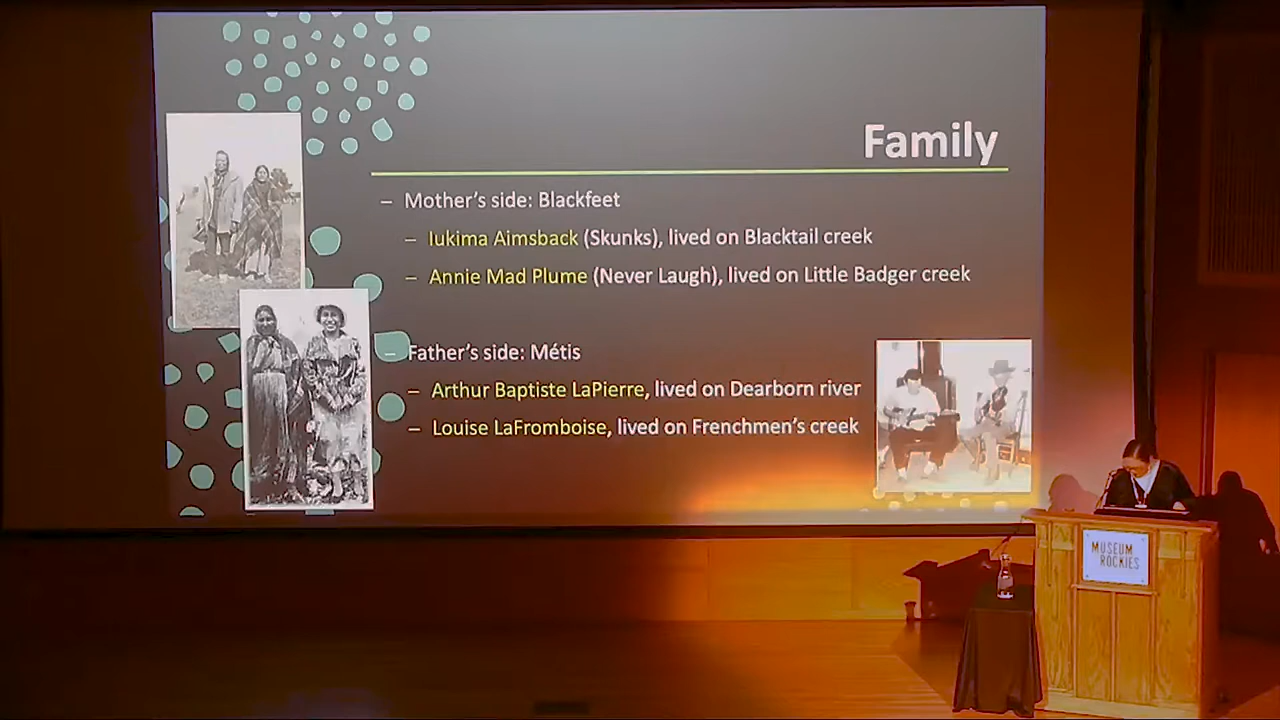 Family
– Mother's side: Blackfeet
– Iukima Aimsback (Skunks), lived on Blacktail creek
– Annie Mad Plume (Never Laugh), lived on Little Badger creek
– Father's side: Métis
– Arthur Baptiste LaPierre, lived on Dearborn river
– Louise LaFromboise, lived on Frenchmen's creek
MUSEUM
ROCKIES